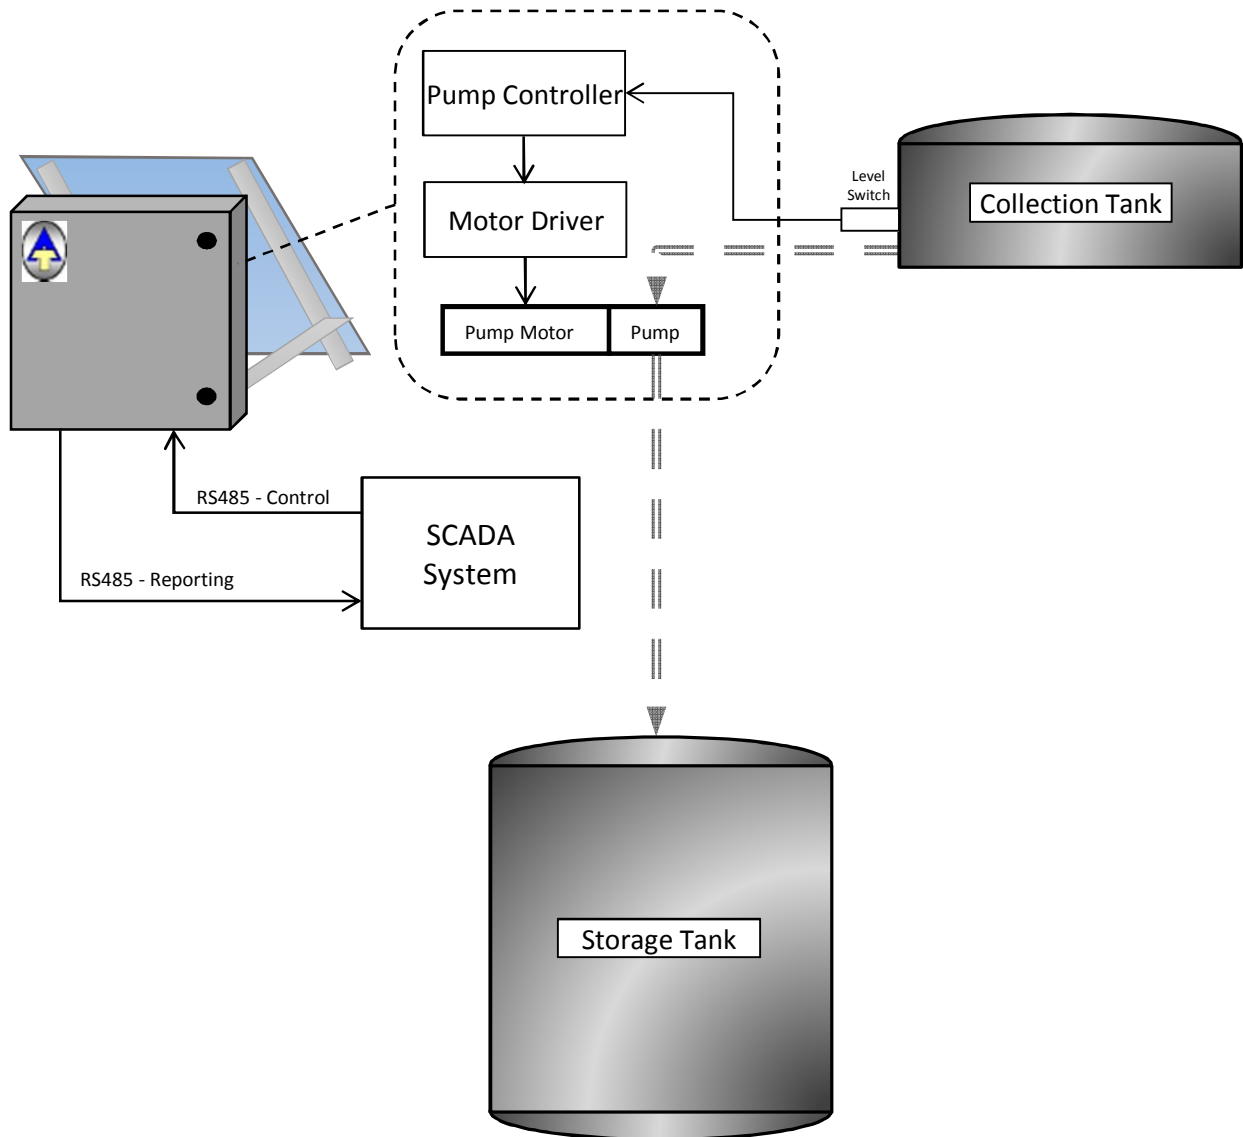 Pump Controller
Level
Switch
Collection Tank
Motor Driver
Pump Motor
Pump
RS485 - Control
SCADA
System
RS485 - Reporting
Storage Tank